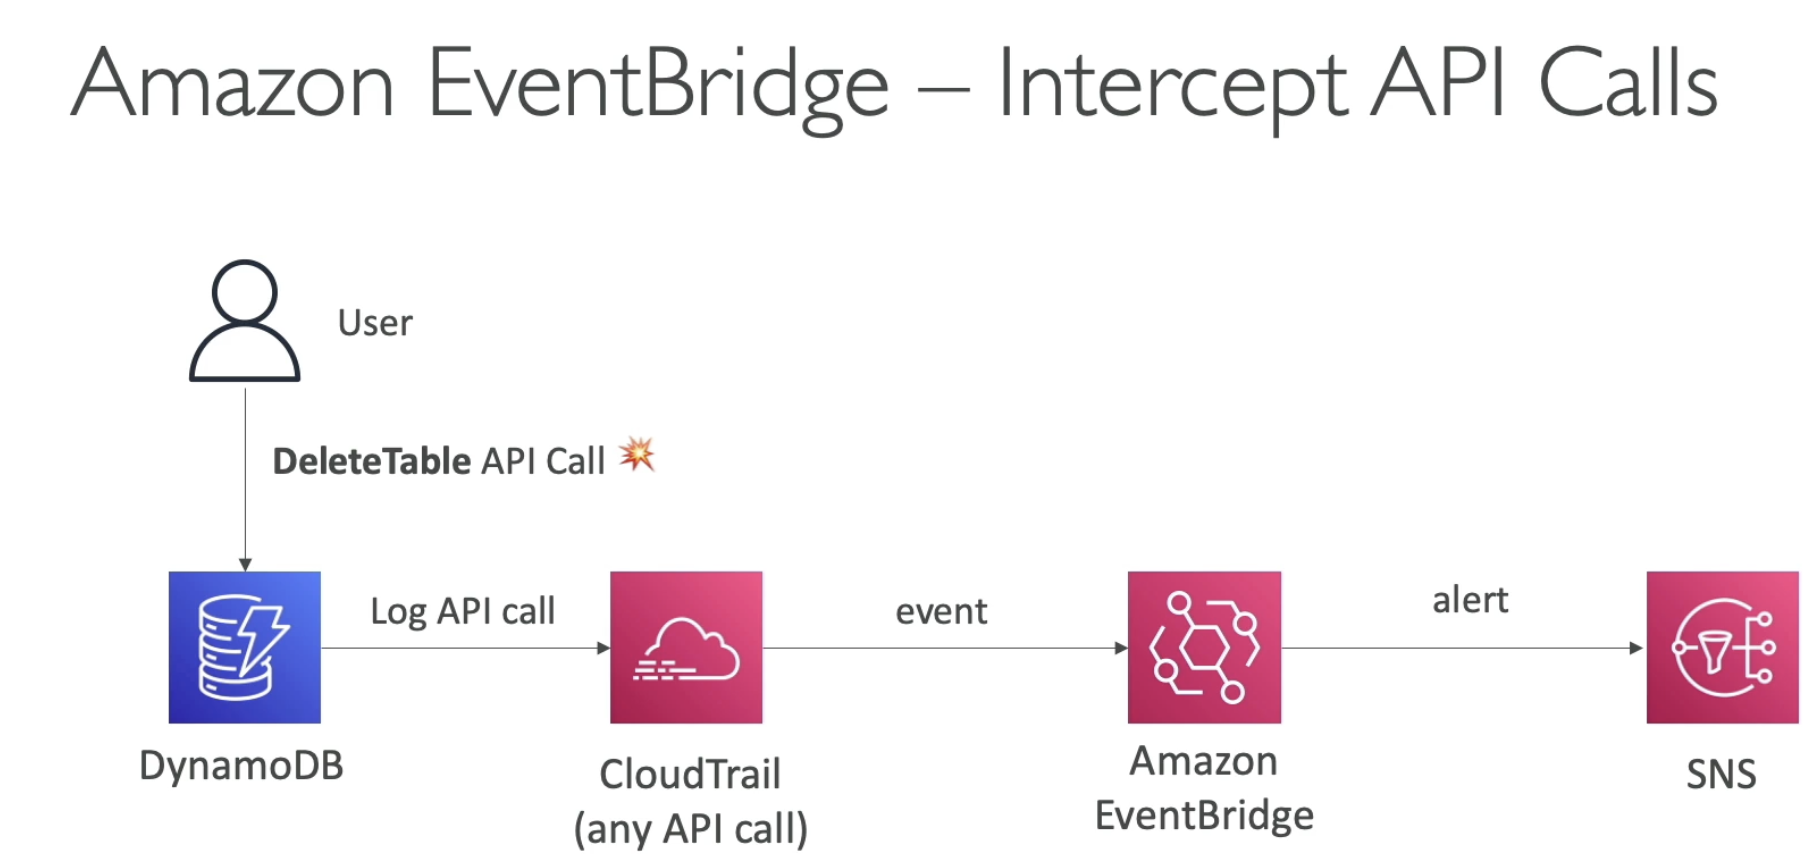 Amazon EventBridge – Intercept API Calls
User
DeleteTable API Call
Log API call
event
alert
DynamoDB
CloudTrail
(any API call)
Amazon
EventBridge
SNS